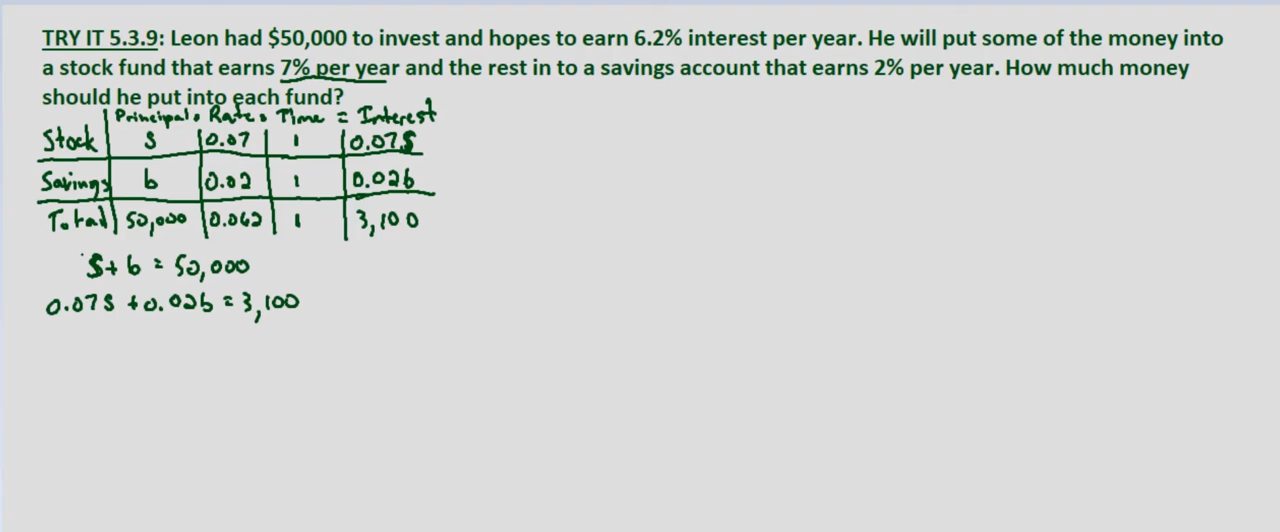 TRY IT 5.3.9: Leon had $50,000 to invest and hopes to earn 6.2% interest per year. He will put some of the money into
a stock fund that earns 7% per year and the rest in to a savings account that earns 2% per year. How much money
should he put into each fund?
Principal • Rate • Time = Interest
Stock S 0.07 1 0.07S
Savings b 0.02 1 0.02b
Total 50,000 0.062 1 3,100
S + b = 50,000
0.07S + 0.02b = 3,100